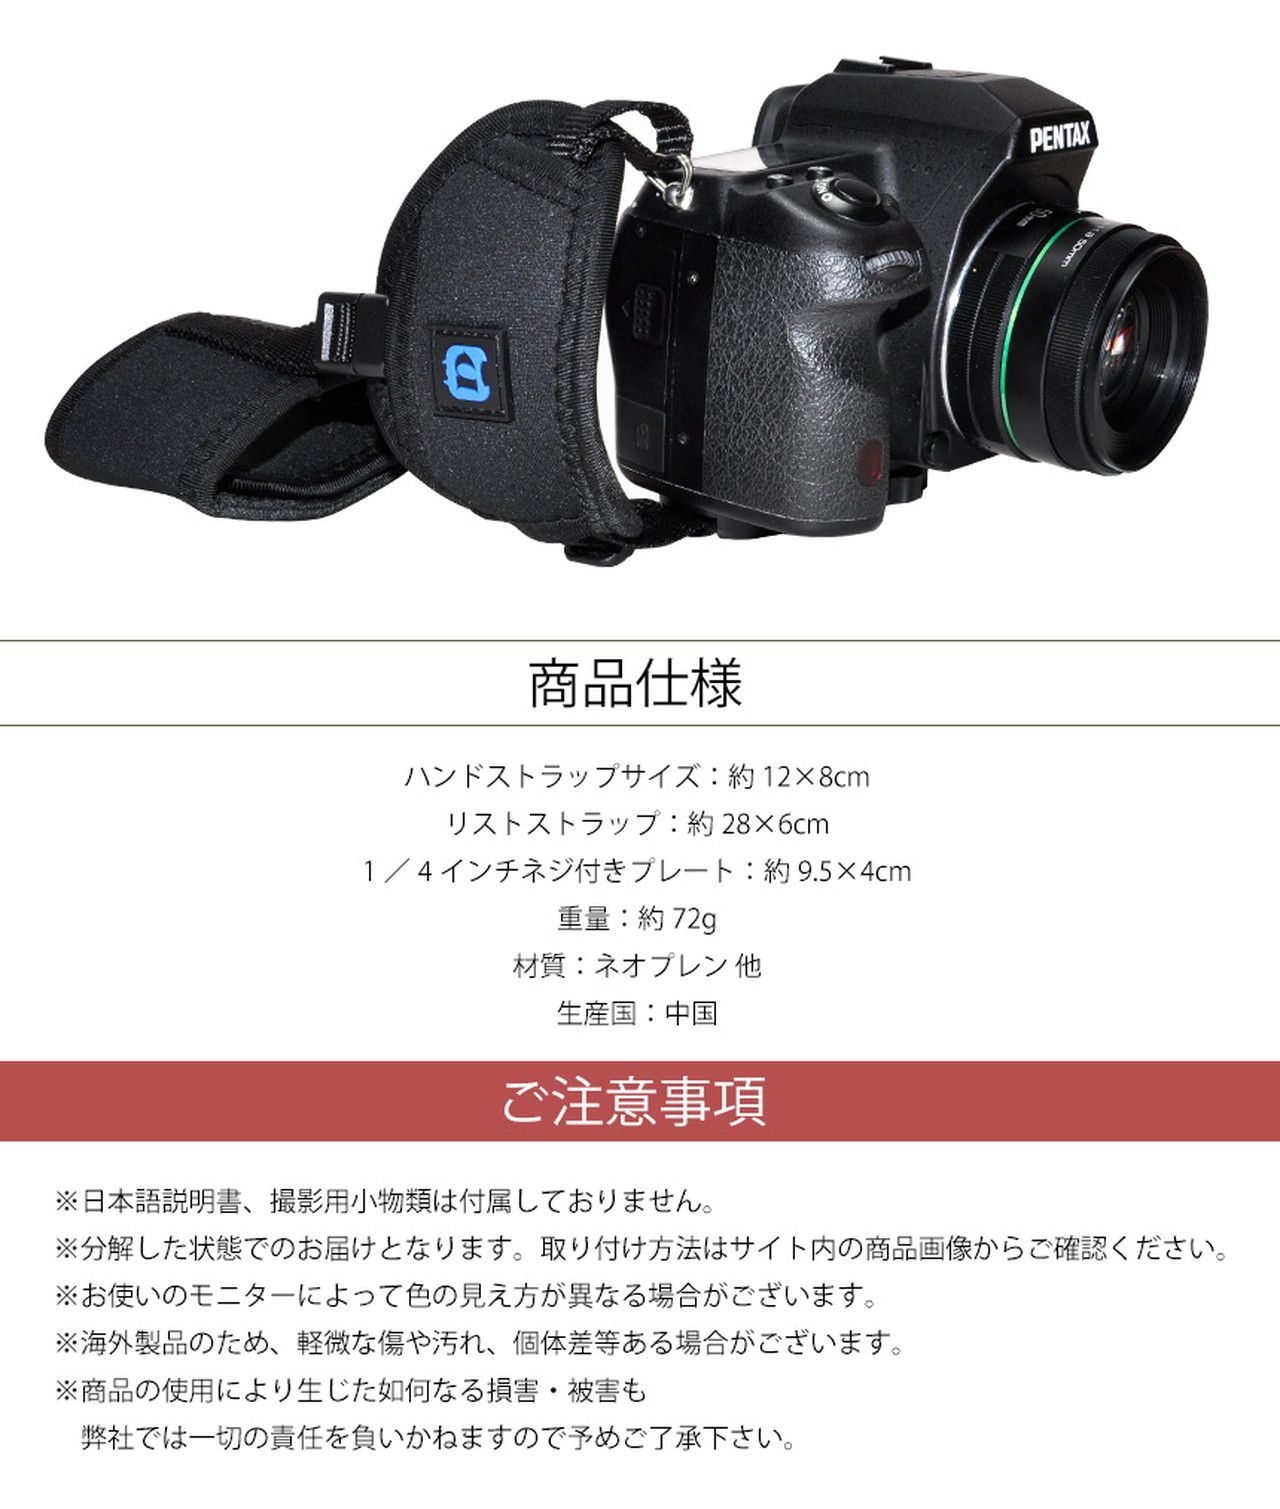 PENTAX
50mm
商品仕様
ハンドストラップサイズ：約 12×8cm
リストストラップ：約 28×6cm
1 ／ 4 インチネジ付きプレート：約 9.5×4cm
重量：約 72g
材質：ネオプレン 他
生産国：中国
ご注意事項
※日本語説明書、撮影用小物類は付属しておりません。
※分解した状態でのお届けとなります。取り付け方法はサイト内の商品画像からご確認ください。
※お使いのモニターによって色の見え方が異なる場合がございます。
※海外製品のため、軽微な傷や汚れ、個体差等ある場合がございます。
※商品の使用により生じた如何なる損害・被害も
弊社では一切の責任を負いかねますので予めご了承下さい。